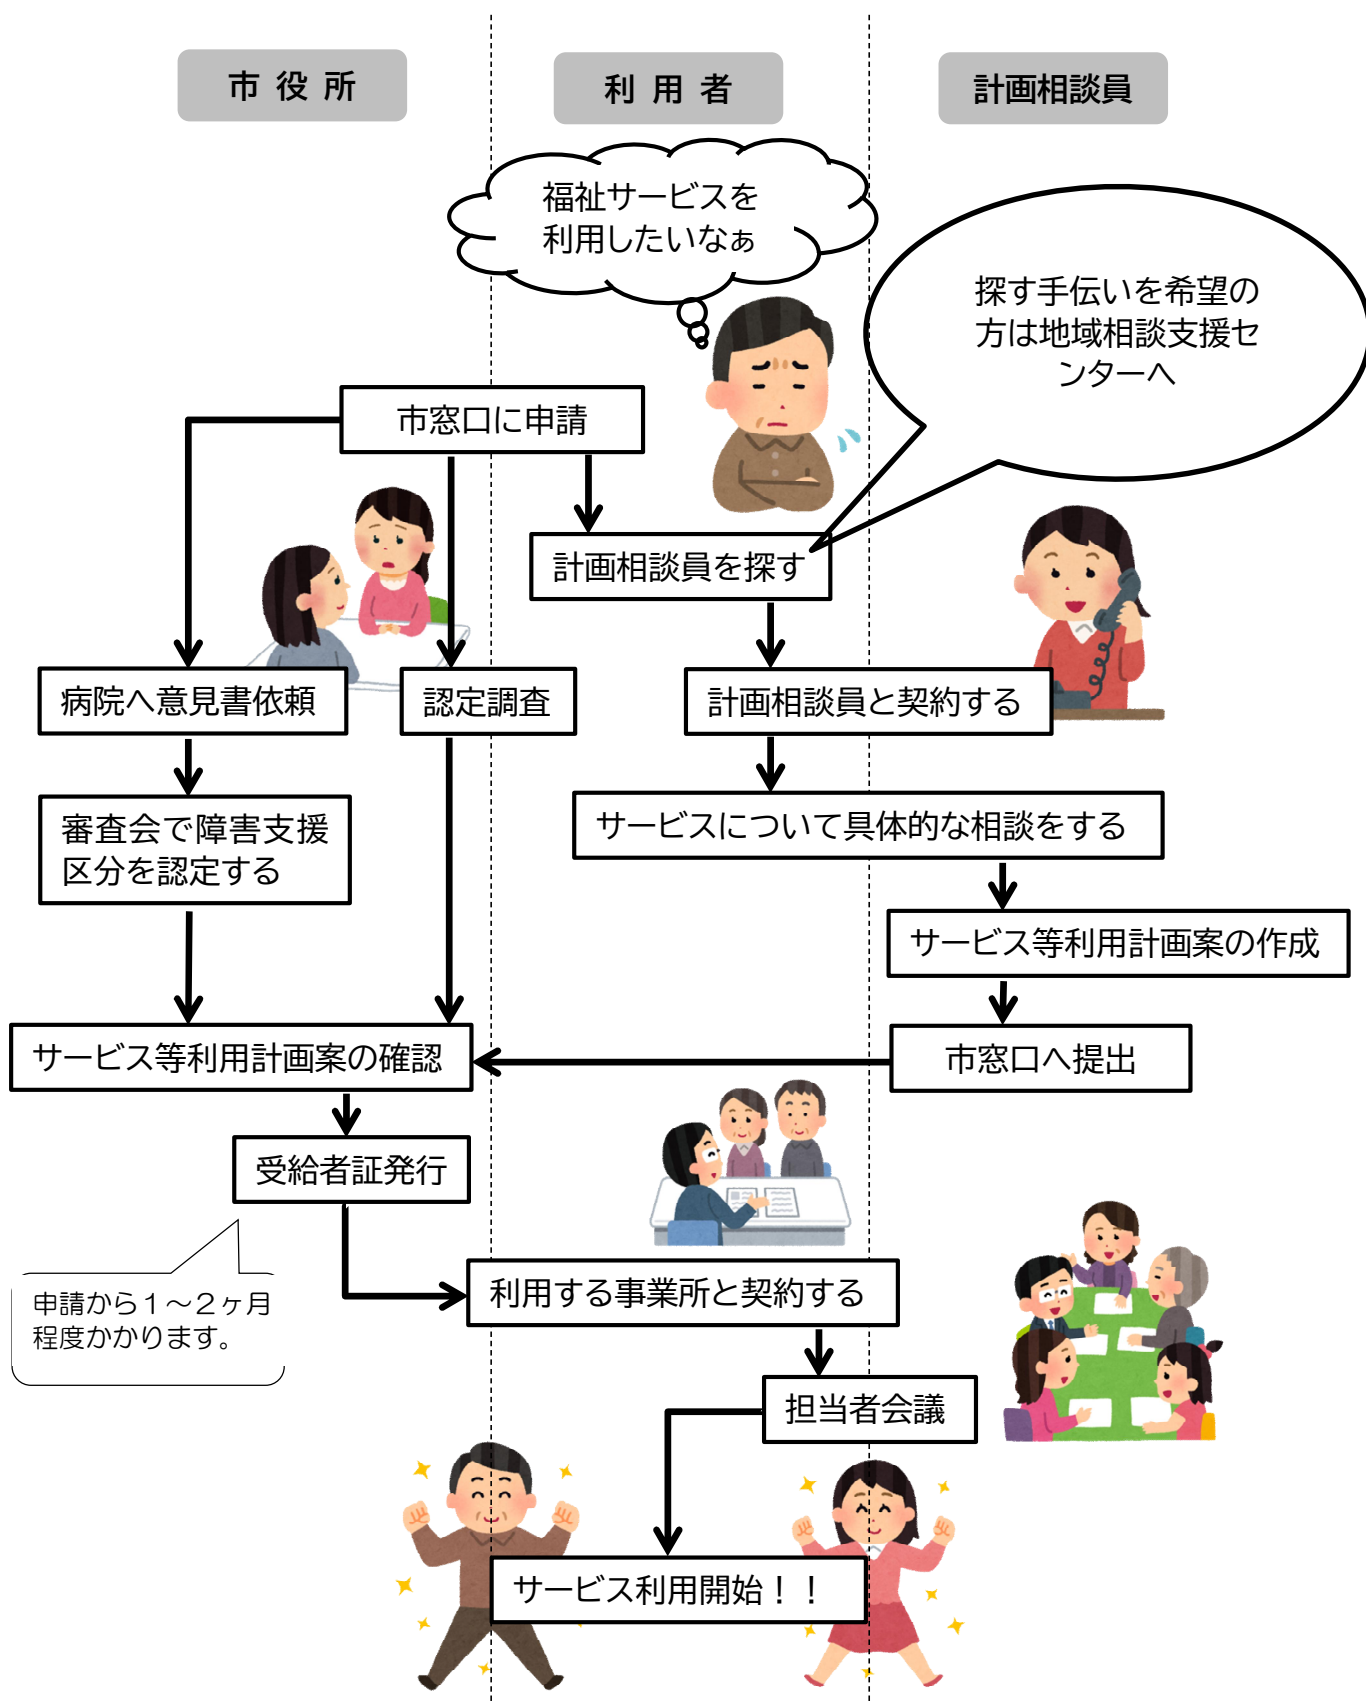 市役所
利用者
計画相談員
福祉サービスを
利用したいなぁ
探す手伝いを希望の
方は地域相談支援セ
ンターへ
市窓口に申請
計画相談員を探す
病院へ意見書依頼
認定調査
計画相談員と契約する
審査会で障害支援
区分を認定する
サービスについて具体的な相談をする
サービス等利用計画案の作成
サービス等利用計画案の確認
市窓口へ提出
受給者証発行
申請から１～２ヶ月
程度かかります。
利用する事業所と契約する
担当者会議
サービス利用開始！！